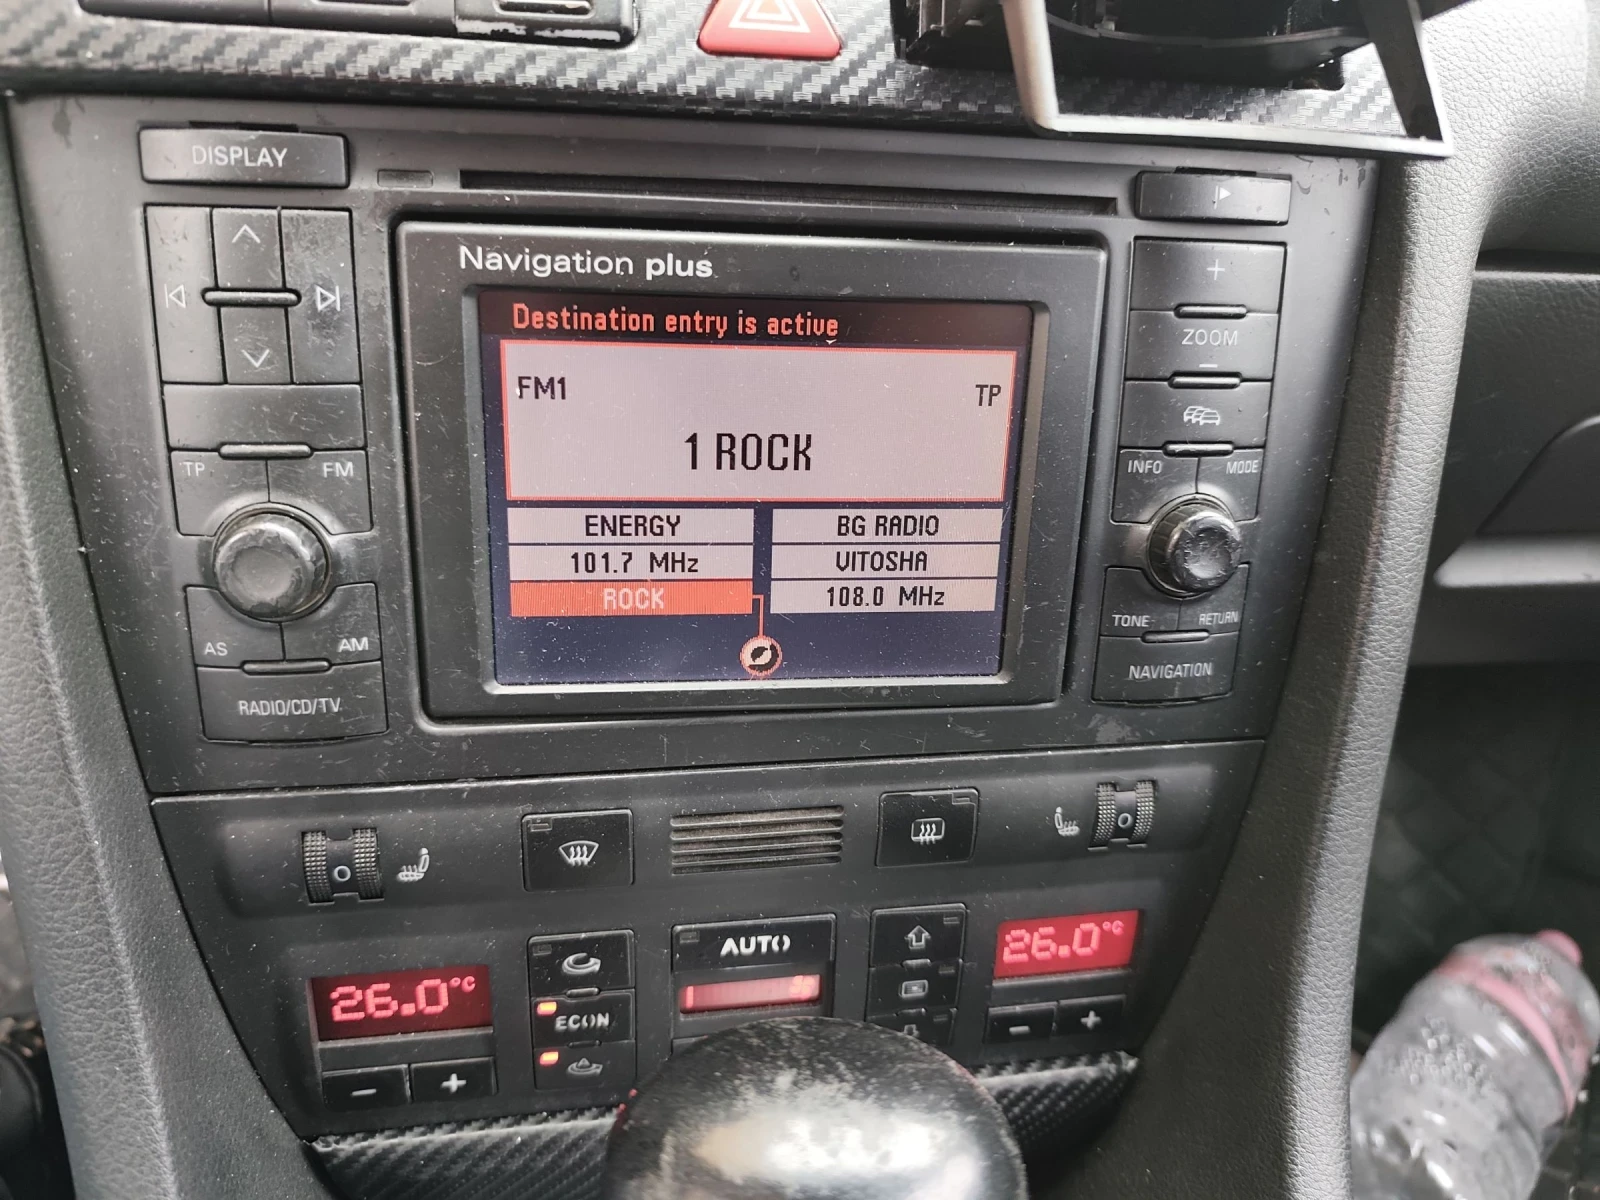 DISPLAY
Navigation plus
Destination entry is active
FM1
TP
1 ROCK
ENERGY
BG RADIO
101.7 MHz
VITOSHA
ROCK
108.0 MHz
TP
FM
AS
AM
RADIO/CD/TV
+
ZOOM
−
INFO
MODE
TONE
RETURN
NAVIGATION
26.0°C
− +
ECON
AUTO
26.0°C
− +